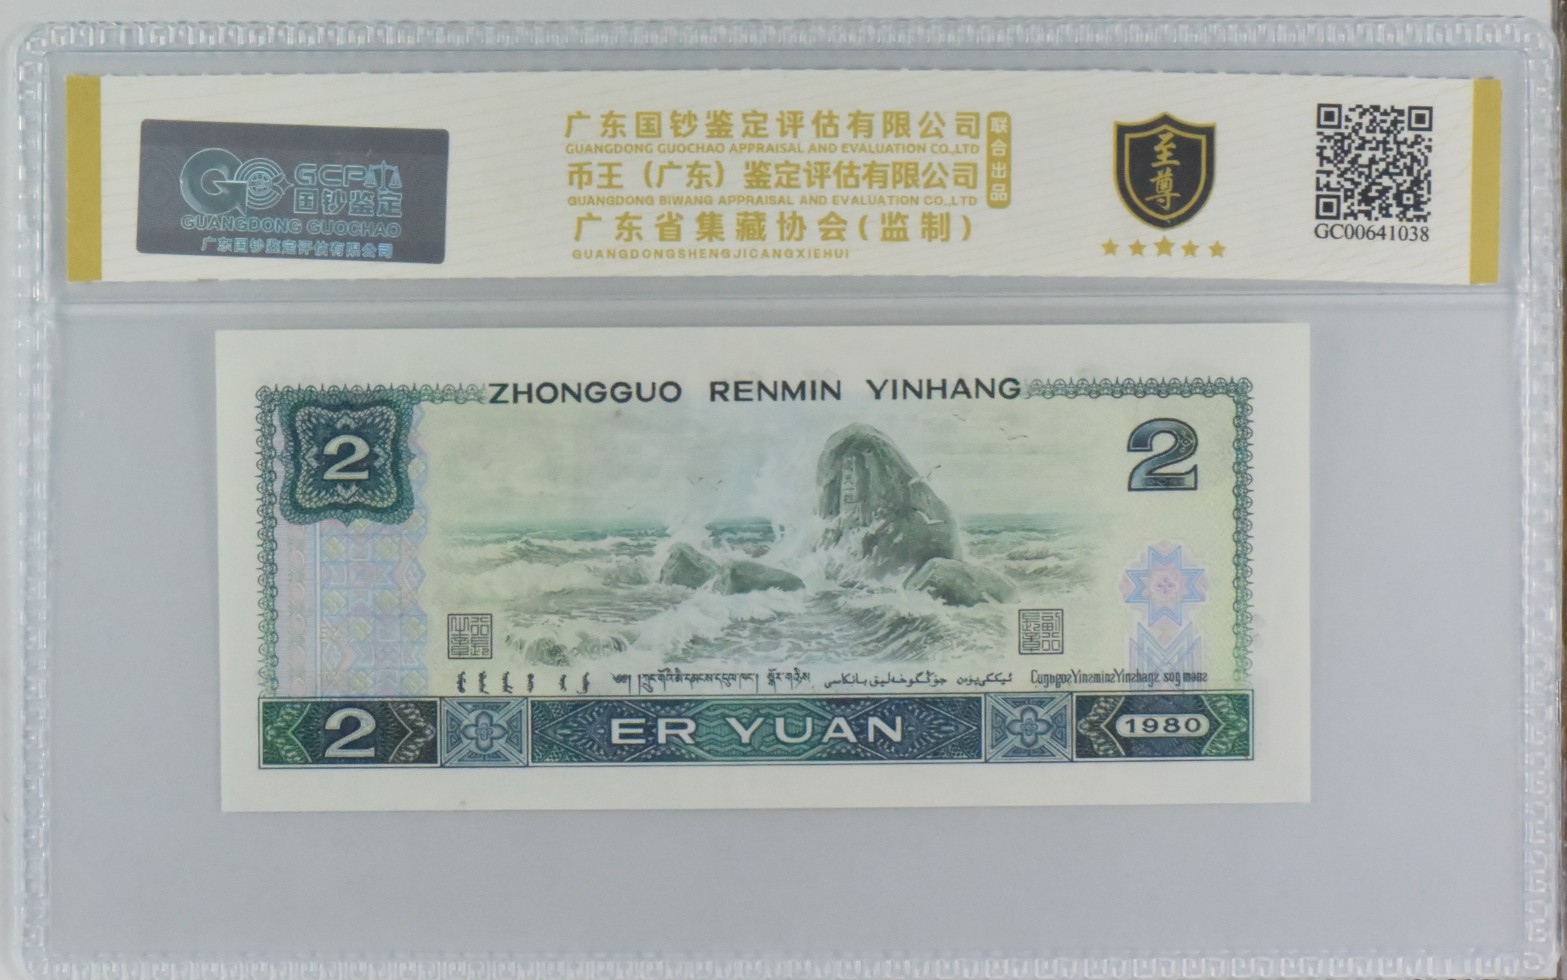 GCP
国钞鉴定
GUANGDONG GUOCHAO
广东国钞鉴定评估有限公司
广东国钞鉴定评估有限公司
GUANGDONG GUOCHAO APPRAISAL AND EVALUATION CO.,LTD
币王（广东）鉴定评估有限公司
GUANGDONG BIWANG APPRAISAL AND EVALUATION CO.,LTD
广东省集藏协会(监制)
GUANGDONGSHENGJICANGXIEHUI
联合出品
至尊
GC00641038
ZHONGGUO RENMIN YINHANG
2
2
2
ER YUAN
1980